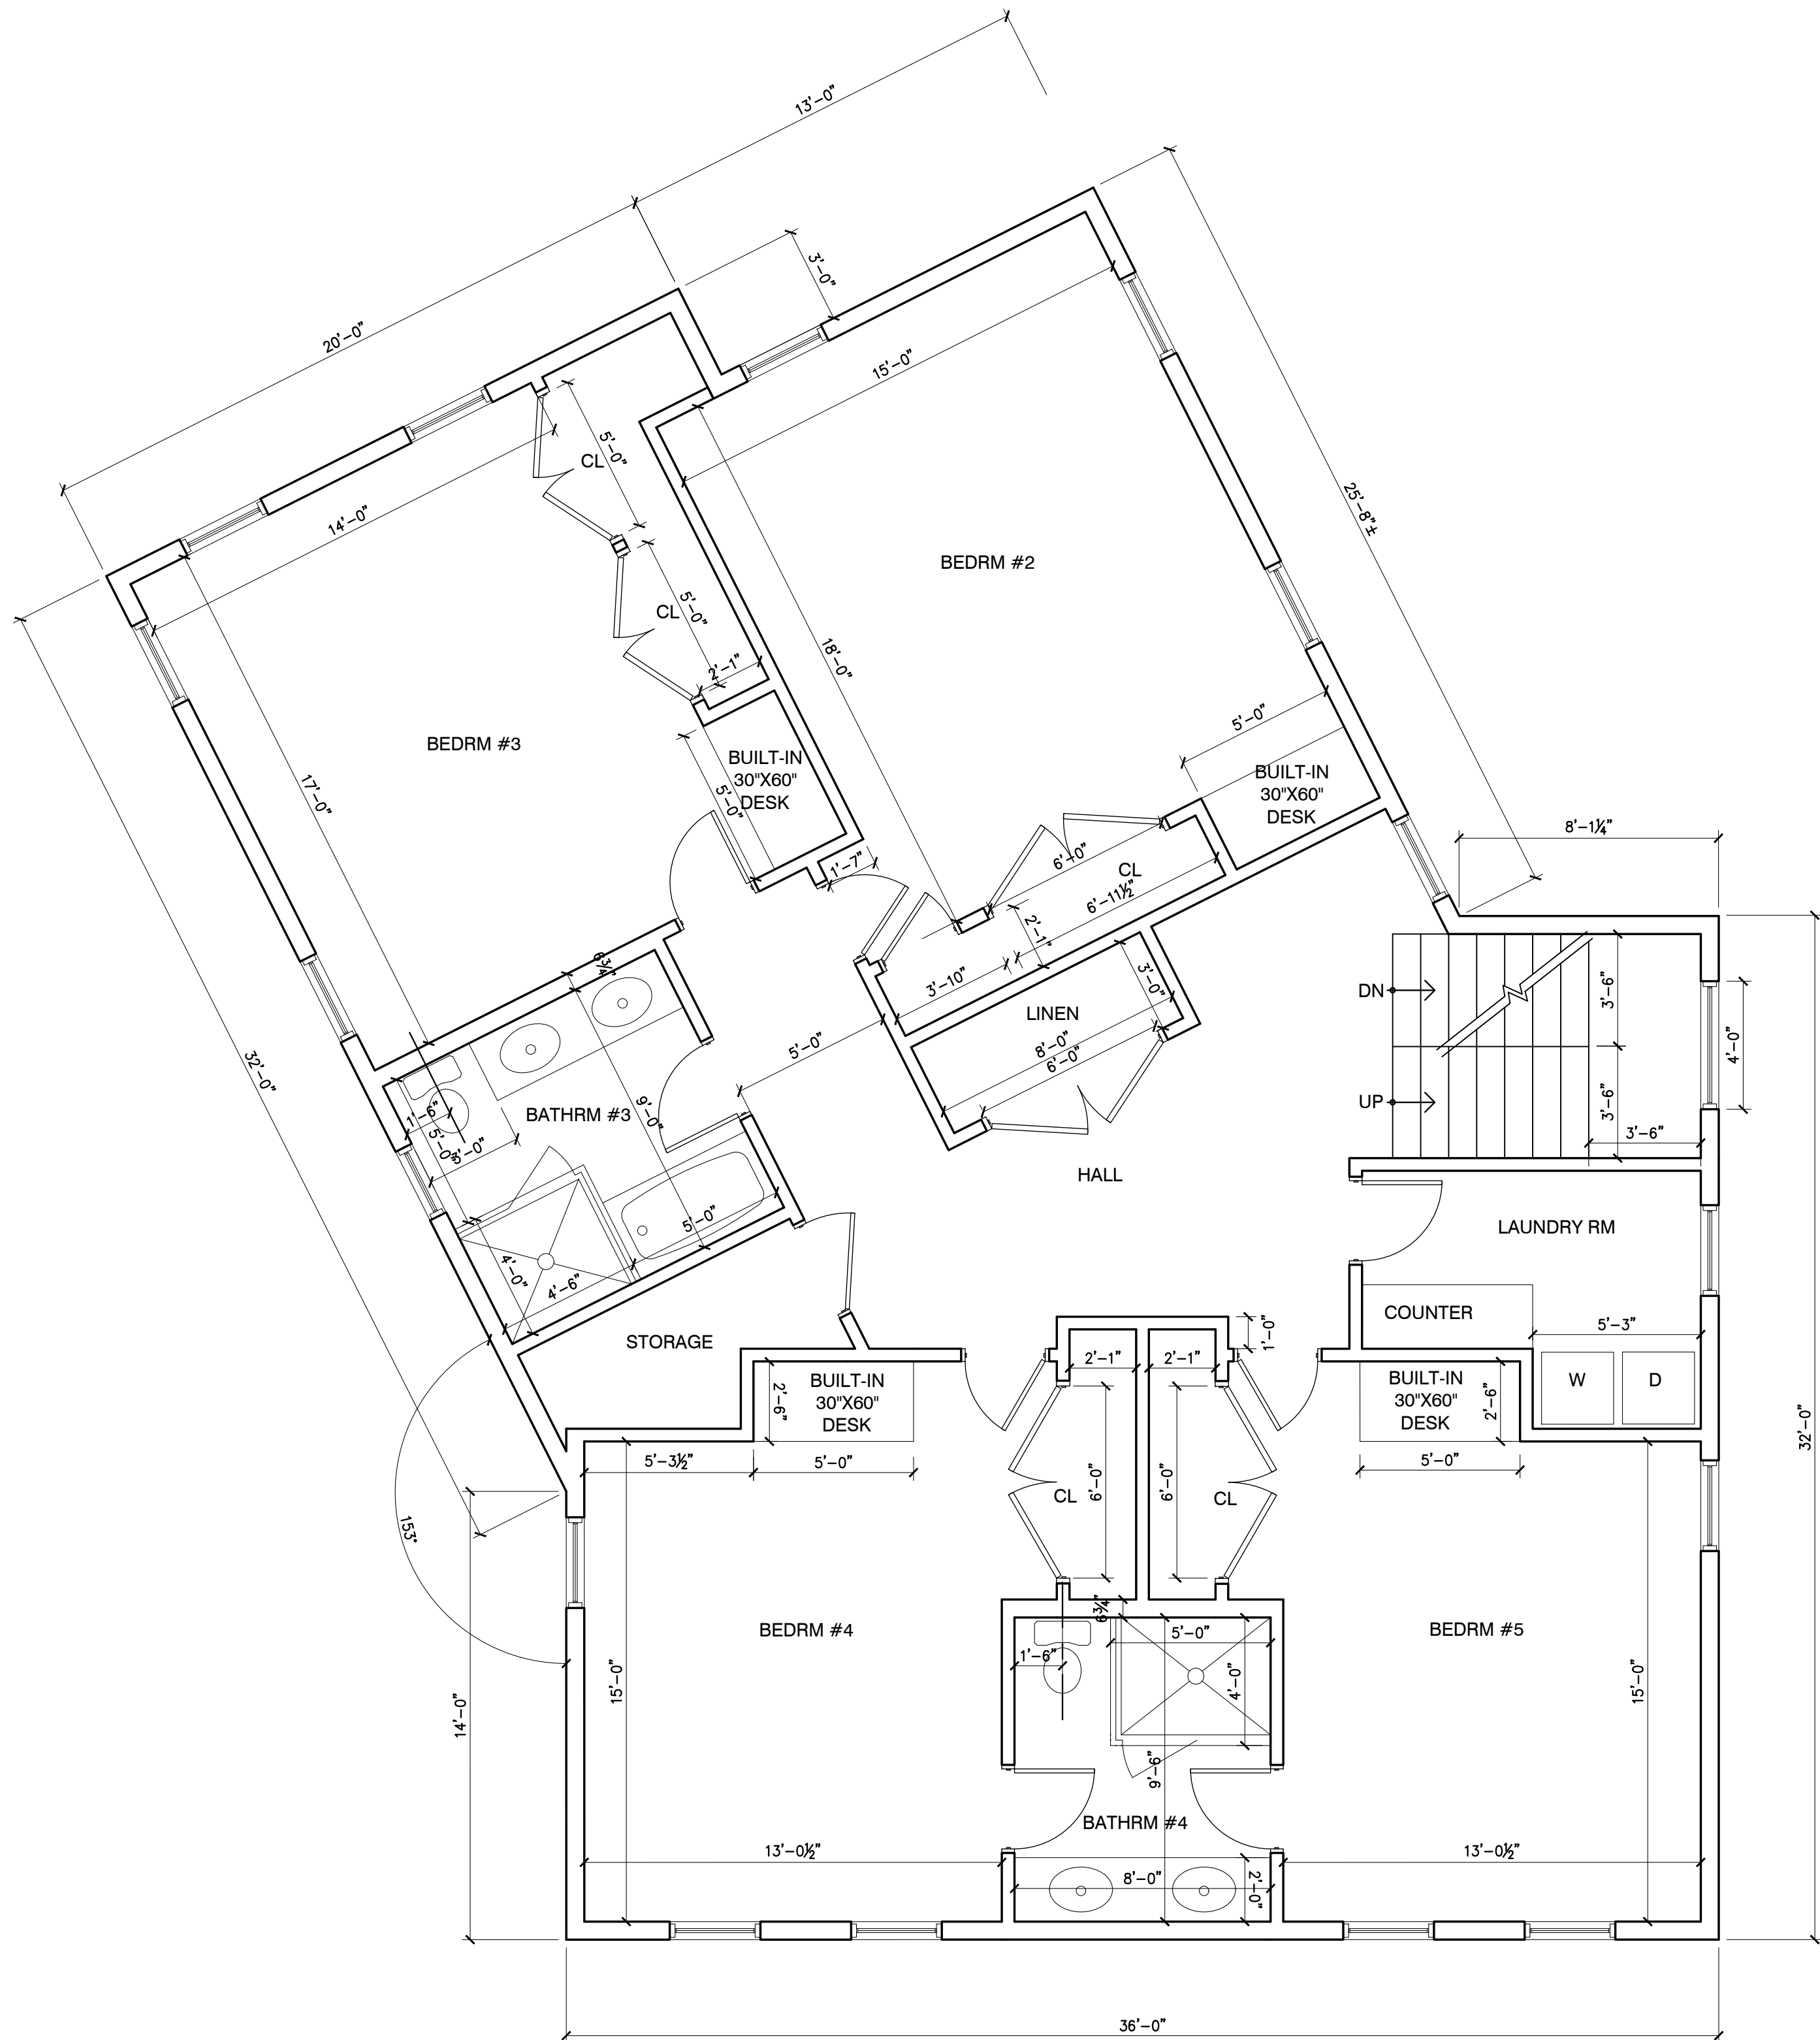 13'-0"
3'-0"
20'-0"
15'-0"
5'-0"
CL
14'-0"
25'-8"±
BEDRM #2
5'-0"
CL
18'-0"
2'-1"
5'-0"
BEDRM #3
BUILT-IN
30"X60"
DESK
BUILT-IN
30"X60"
DESK
17'-0"
5'-0"
8'-1¼"
6'-0"
CL
1'-7"
6'-11½"
2'-1"
6¾"
3'-10"
3'-0"
DN
3'-6"
LINEN
5'-0"
8'-0"
6'-0"
4'-0"
32'-0"
BATHRM #3
1'-6"
9'-0"
5'-0"
3'-0"
UP
3'-6"
3'-6"
HALL
5'-0"
LAUNDRY RM
4'-0"
4'-6"
COUNTER
5'-3"
STORAGE
1'-0"
2'-1"
2'-1"
BUILT-IN
30"X60"
DESK
2'-6"
BUILT-IN
30"X60"
DESK
2'-6"
W
D
32'-0"
5'-3½"
5'-0"
5'-0"
6'-0"
6'-0"
CL
CL
153°
6¾"
BEDRM #4
BEDRM #5
5'-0"
1'-6"
4'-0"
15'-0"
15'-0"
14'-0"
9'-6"
BATHRM #4
13'-0½"
13'-0½"
8'-0"
2'-0"
36'-0"